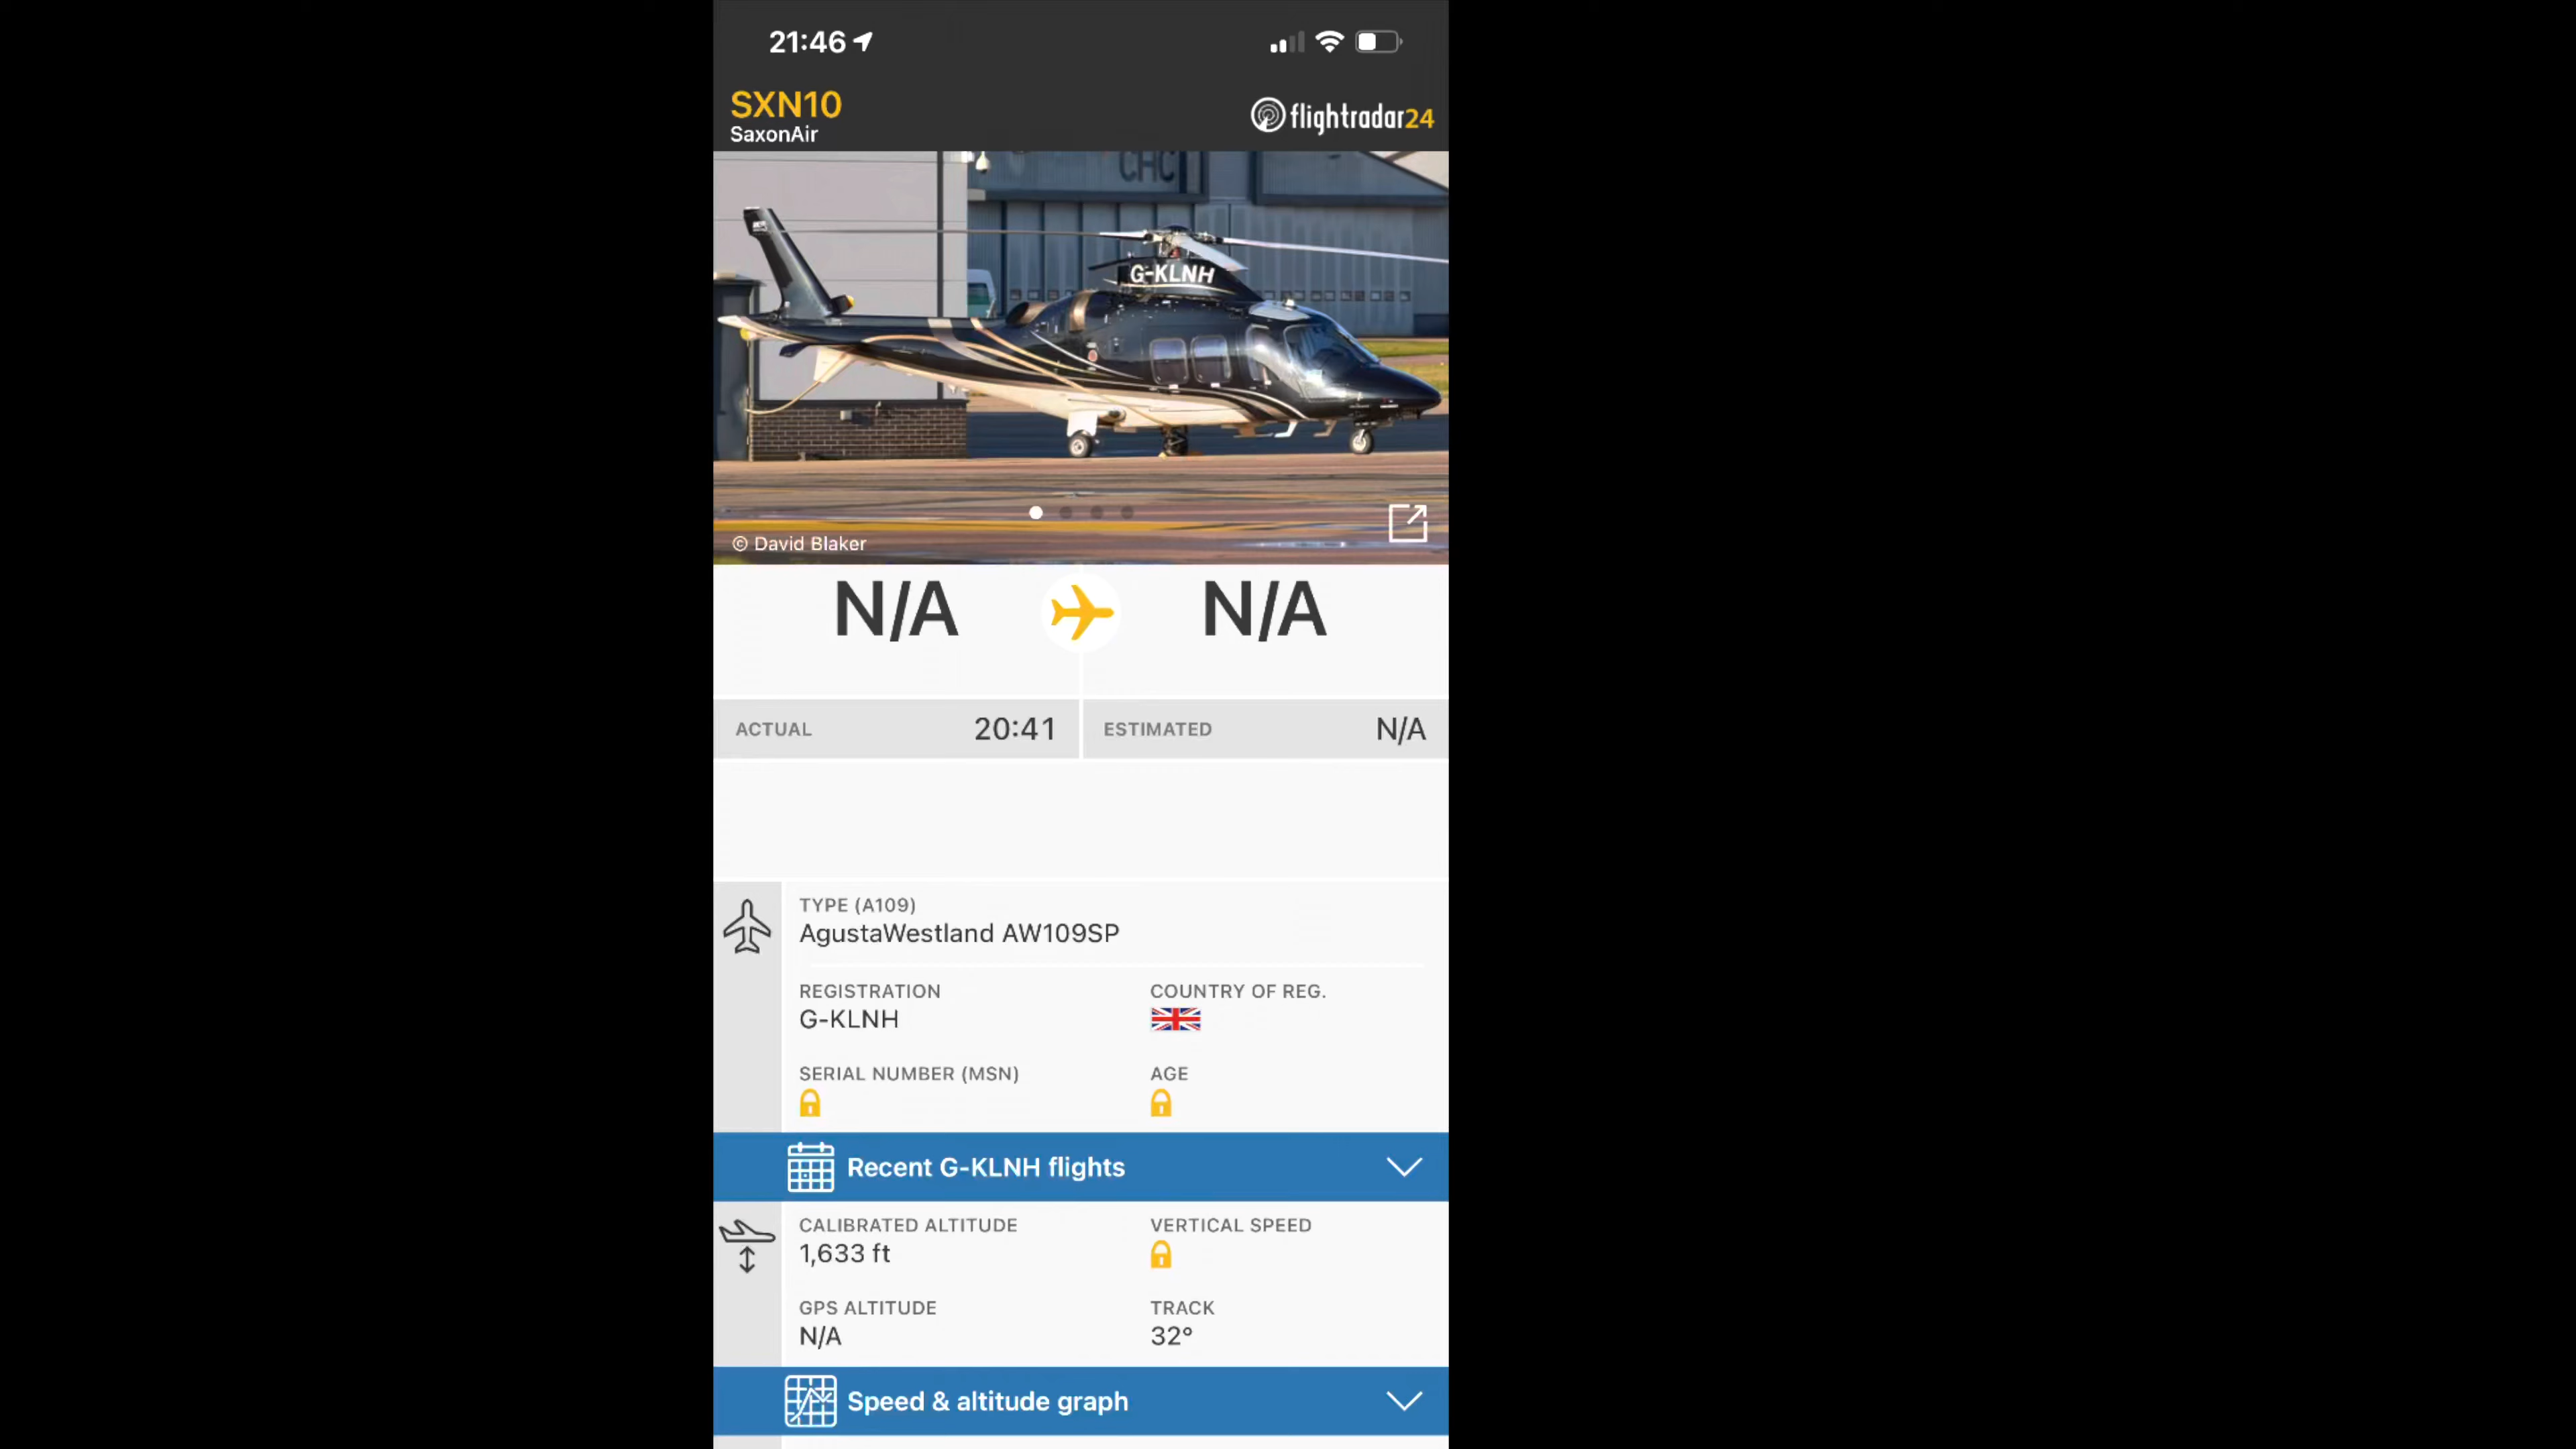 21:46
SXN10
SaxonAir
flightradar24
CHC
G-KLNH
© David Blaker
N/A
N/A
ACTUAL 20:41
ESTIMATED N/A
TYPE (A109)
AgustaWestland AW109SP
REGISTRATION
G-KLNH
COUNTRY OF REG.
SERIAL NUMBER (MSN)
AGE
Recent G-KLNH flights
CALIBRATED ALTITUDE
1,633 ft
VERTICAL SPEED
GPS ALTITUDE
N/A
TRACK
32°
Speed & altitude graph